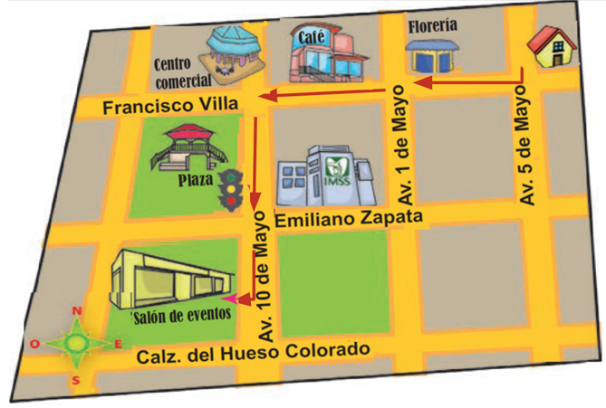 Florería
Café
Centro
comercial
Francisco Villa
Av. 1 de Mayo
Av. 5 de Mayo
Plaza
IMSS
Emiliano Zapata
Av. 10 de Mayo
Salón de eventos
N
O
E
S
Calz. del Hueso Colorado